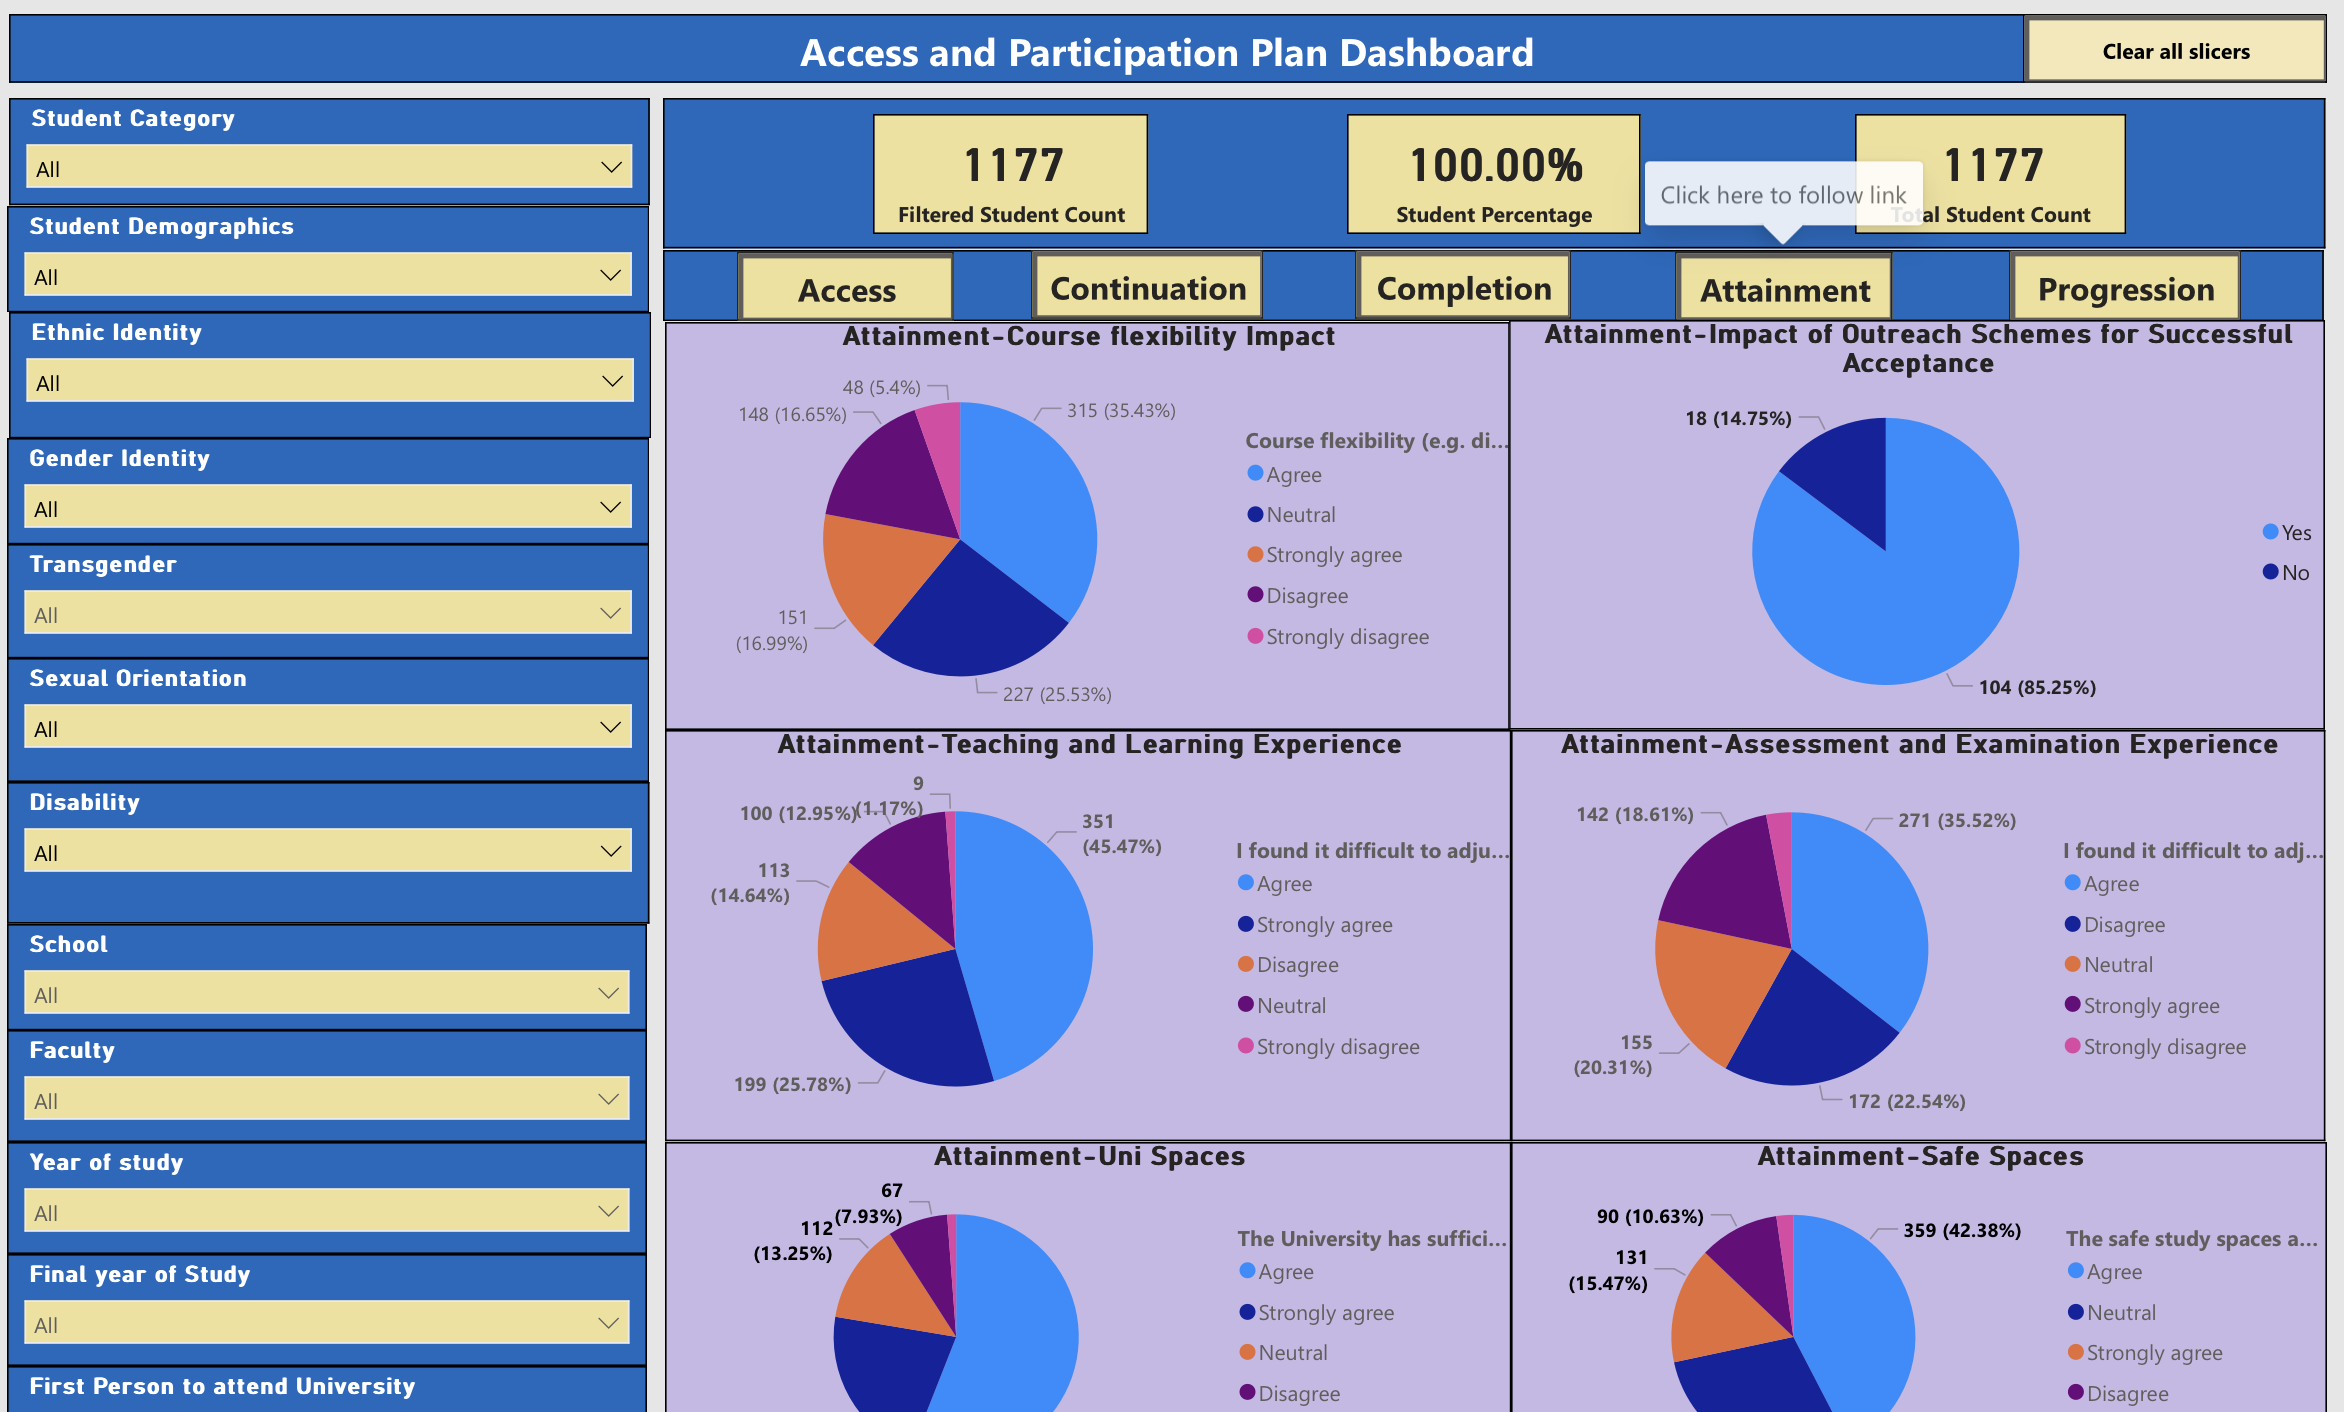 Access and Participation Plan Dashboard
Clear all slicers
Student Category
All
Student Demographics
All
Ethnic Identity
All
Gender Identity
All
Transgender
All
Sexual Orientation
All
Disability
All
School
All
Faculty
All
Year of study
All
Final year of Study
All
First Person to attend University
1177
Filtered Student Count
100.00%
Student Percentage
Click here to follow link
1177
Total Student Count
Access
Continuation
Completion
Attainment
Progression
Attainment-Course flexibility Impact
48 (5.4%)
148 (16.65%)
315 (35.43%)
151
(16.99%)
227 (25.53%)
Course flexibility (e.g. di...
Agree
Neutral
Strongly agree
Disagree
Strongly disagree
Attainment-Impact of Outreach Schemes for Successful
Acceptance
18 (14.75%)
104 (85.25%)
Yes
No
Attainment-Teaching and Learning Experience
9
(1.17%)
100 (12.95%)
351
(45.47%)
113
(14.64%)
199 (25.78%)
I found it difficult to adju...
Agree
Strongly agree
Disagree
Neutral
Strongly disagree
Attainment-Assessment and Examination Experience
142 (18.61%)
271 (35.52%)
155
(20.31%)
172 (22.54%)
I found it difficult to adj...
Agree
Disagree
Neutral
Strongly agree
Strongly disagree
Attainment-Uni Spaces
67
(7.93%)
112
(13.25%)
The University has suffici...
Agree
Strongly agree
Neutral
Disagree
Attainment-Safe Spaces
90 (10.63%)
359 (42.38%)
131
(15.47%)
The safe study spaces a...
Agree
Neutral
Strongly agree
Disagree